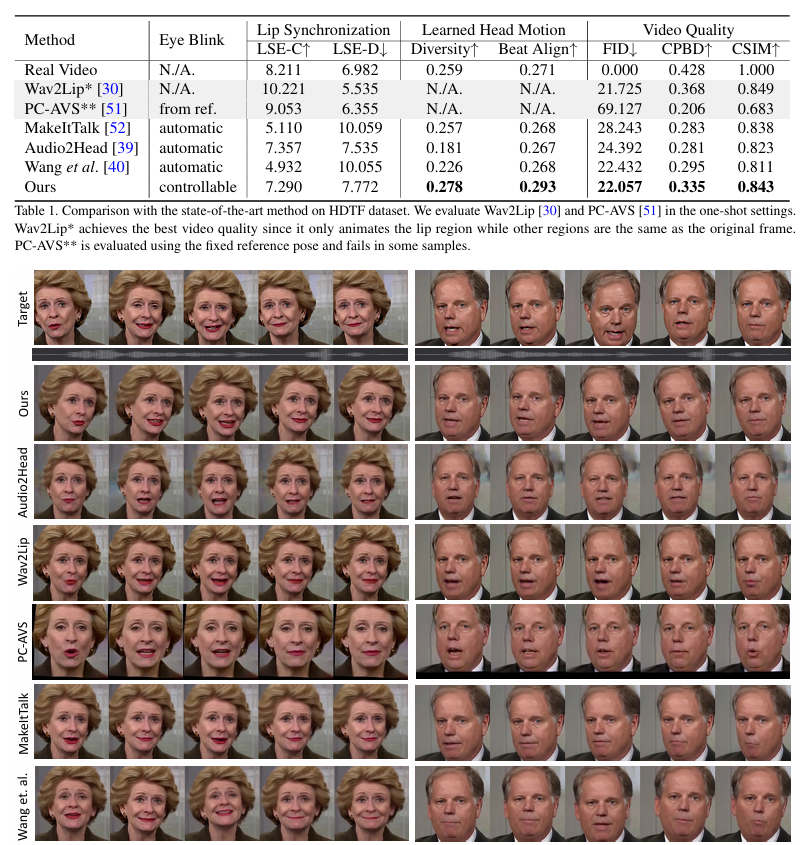 Method Eye Blink Lip Synchronization Learned Head Motion Video Quality
LSE-C↑ LSE-D↓ Diversity↑ Beat Align↑ FID↓ CPBD↑ CSIM↑
Real Video N./A. 8.211 6.982 0.259 0.271 0.000 0.428 1.000
Wav2Lip* [30] N./A. 10.221 5.535 N./A. N./A. 21.725 0.368 0.849
PC-AVS** [51] from ref. 9.053 6.355 N./A. N./A. 69.127 0.206 0.683
MakeItTalk [52] automatic 5.110 10.059 0.257 0.268 28.243 0.283 0.838
Audio2Head [39] automatic 7.357 7.535 0.181 0.267 24.392 0.281 0.823
Wang et al. [40] automatic 4.932 10.055 0.226 0.268 22.432 0.295 0.811
Ours controllable 7.290 7.772 0.278 0.293 22.057 0.335 0.843
Table 1. Comparison with the state-of-the-art method on HDTF dataset. We evaluate Wav2Lip [30] and PC-AVS [51] in the one-shot settings.
Wav2Lip* achieves the best video quality since it only animates the lip region while other regions are the same as the original frame.
PC-AVS** is evaluated using the fixed reference pose and fails in some samples.
Target
Ours
Audio2Head
Wav2Lip
PC-AVS
MakeItTalk
Wang et. al.